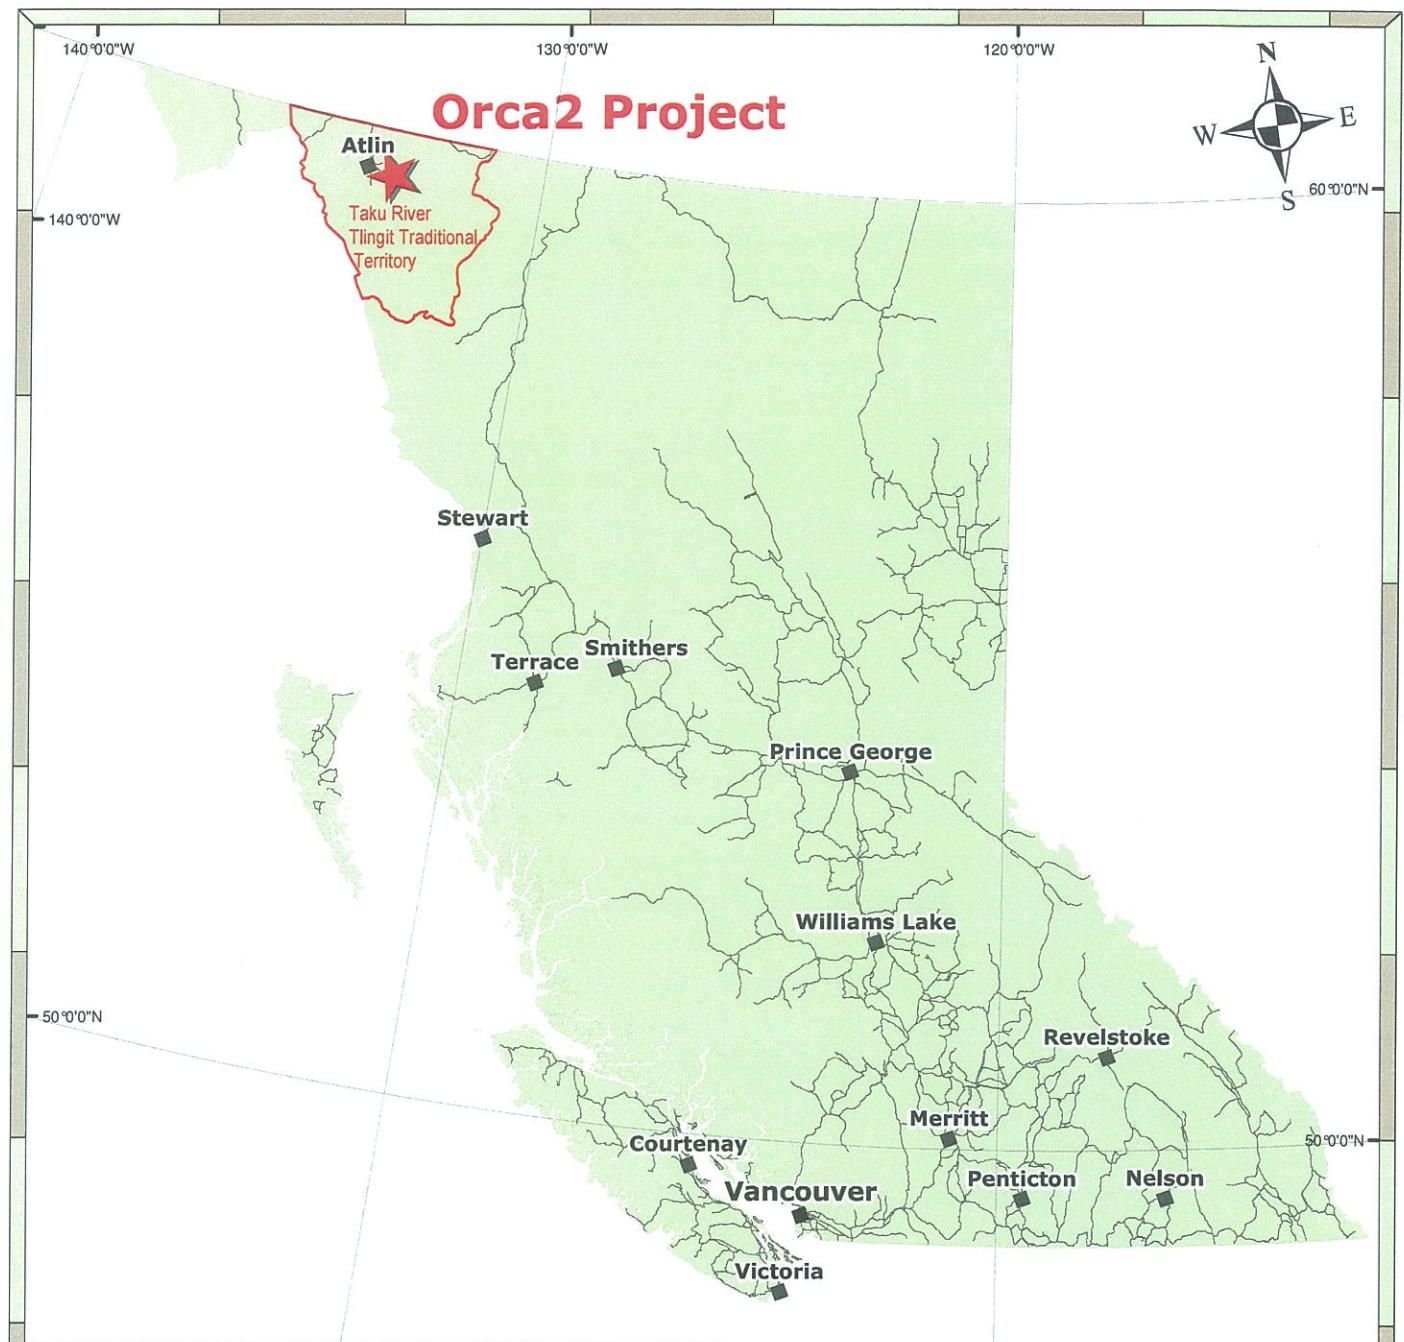 140°0'0"W
130°0'0"W
120°0'0"W
N
W
E
S
Orca2 Project
Atlin
60°0'0"N
140°0'0"W
Taku River
Tlingit Traditional
Territory
Stewart
Smithers
Terrace
Prince George
Williams Lake
50°0'0"N
Revelstoke
Merritt
50°0'0"N
Courtenay
Penticton
Nelson
Vancouver
Victoria